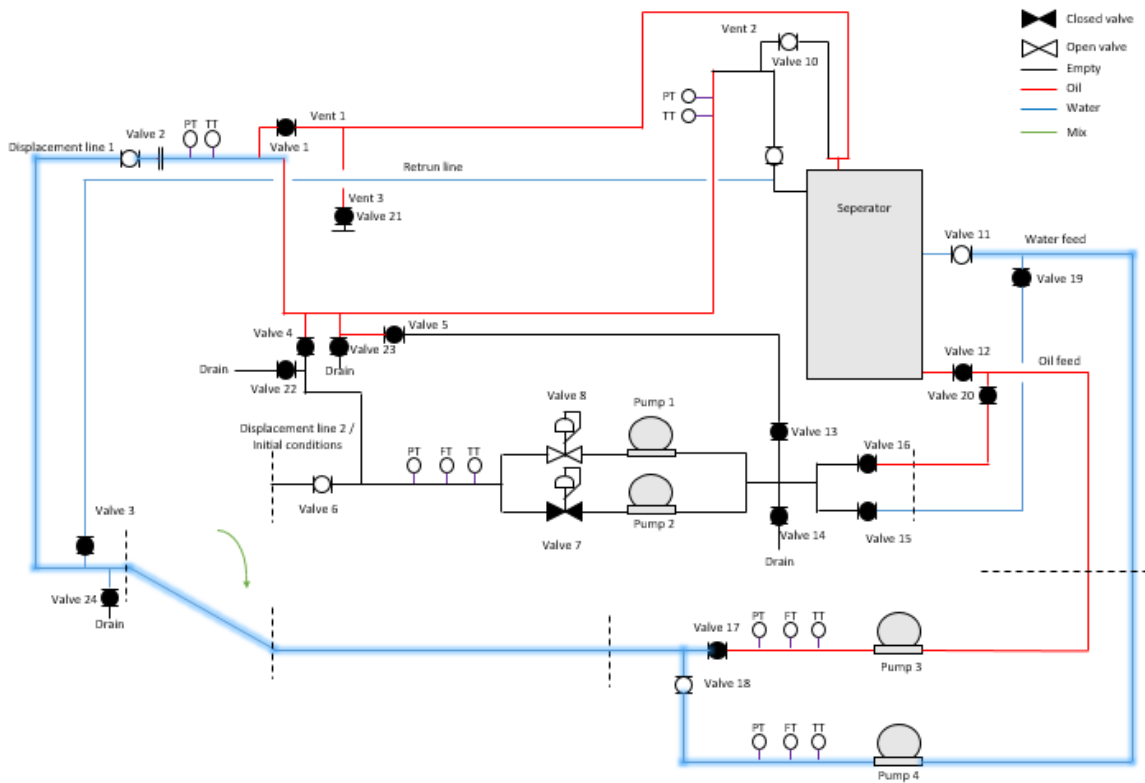 Closed valve
Open valve
Empty
Oil
Water
Mix
Vent 2
Valve 10
PT
TT
Vent 1
Valve 2
PT
TT
Displacement line 1
Valve 1
Retrun line
Vent 3
Valve 21
Seperator
Valve 11
Water feed
Valve 19
Valve 4
Valve 5
Valve 23
Drain
Drain
Valve 22
Valve 12
Oil feed
Valve 20
Valve 8
Pump 1
Displacement line 2 /
Initial conditions
Valve 13
Valve 16
PT
FT
TT
Valve 6
Pump 2
Valve 7
Valve 14
Valve 15
Drain
Valve 3
Valve 24
Drain
Valve 17
PT
FT
TT
Pump 3
Valve 18
PT
FT
TT
Pump 4